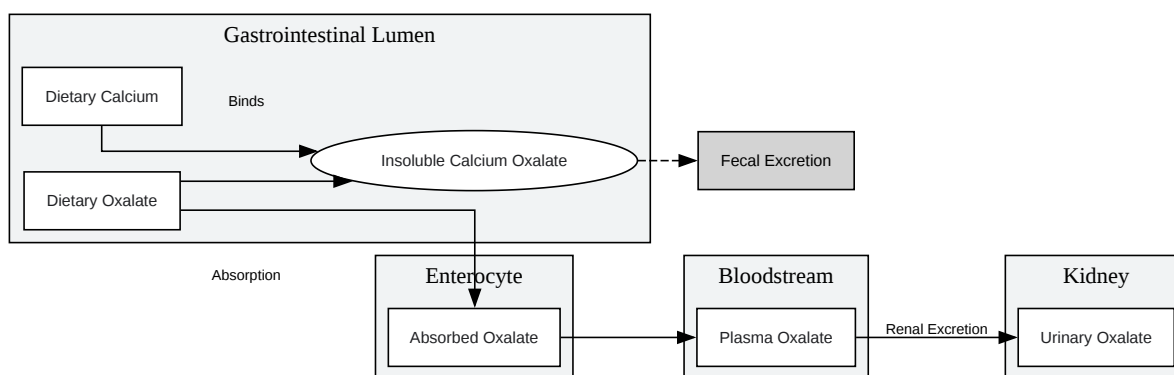 Gastrointestinal Lumen
Dietary Calcium
Binds
Insoluble Calcium Oxalate
Fecal Excretion
Dietary Oxalate
Absorption
Enterocyte
Bloodstream
Kidney
Absorbed Oxalate
Plasma Oxalate
Renal Excretion
Urinary Oxalate